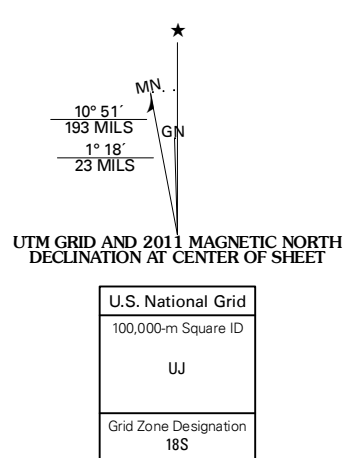 ★
MN
10° 51´
193 MILS
GN
1° 18´
23 MILS
UTM GRID AND 2011 MAGNETIC NORTH
DECLINATION AT CENTER OF SHEET
U.S. National Grid
100,000-m Square ID
UJ
Grid Zone Designation
18S